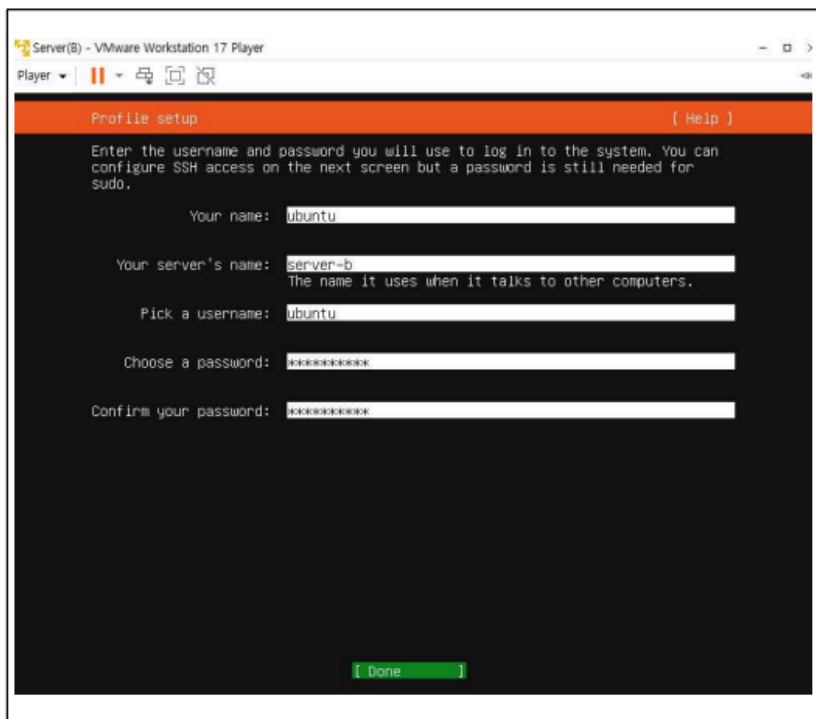 Server(B) - VMware Workstation 17 Player
Player
Profile setup [ Help ]
Enter the username and password you will use to log in to the system. You can
configure SSH access on the next screen but a password is still needed for
sudo.
Your name: ubuntu
Your server's name: server-b
The name it uses when it talks to other computers.
Pick a username: ubuntu
Choose a password: **********
Confirm your password: **********
[ Done ]